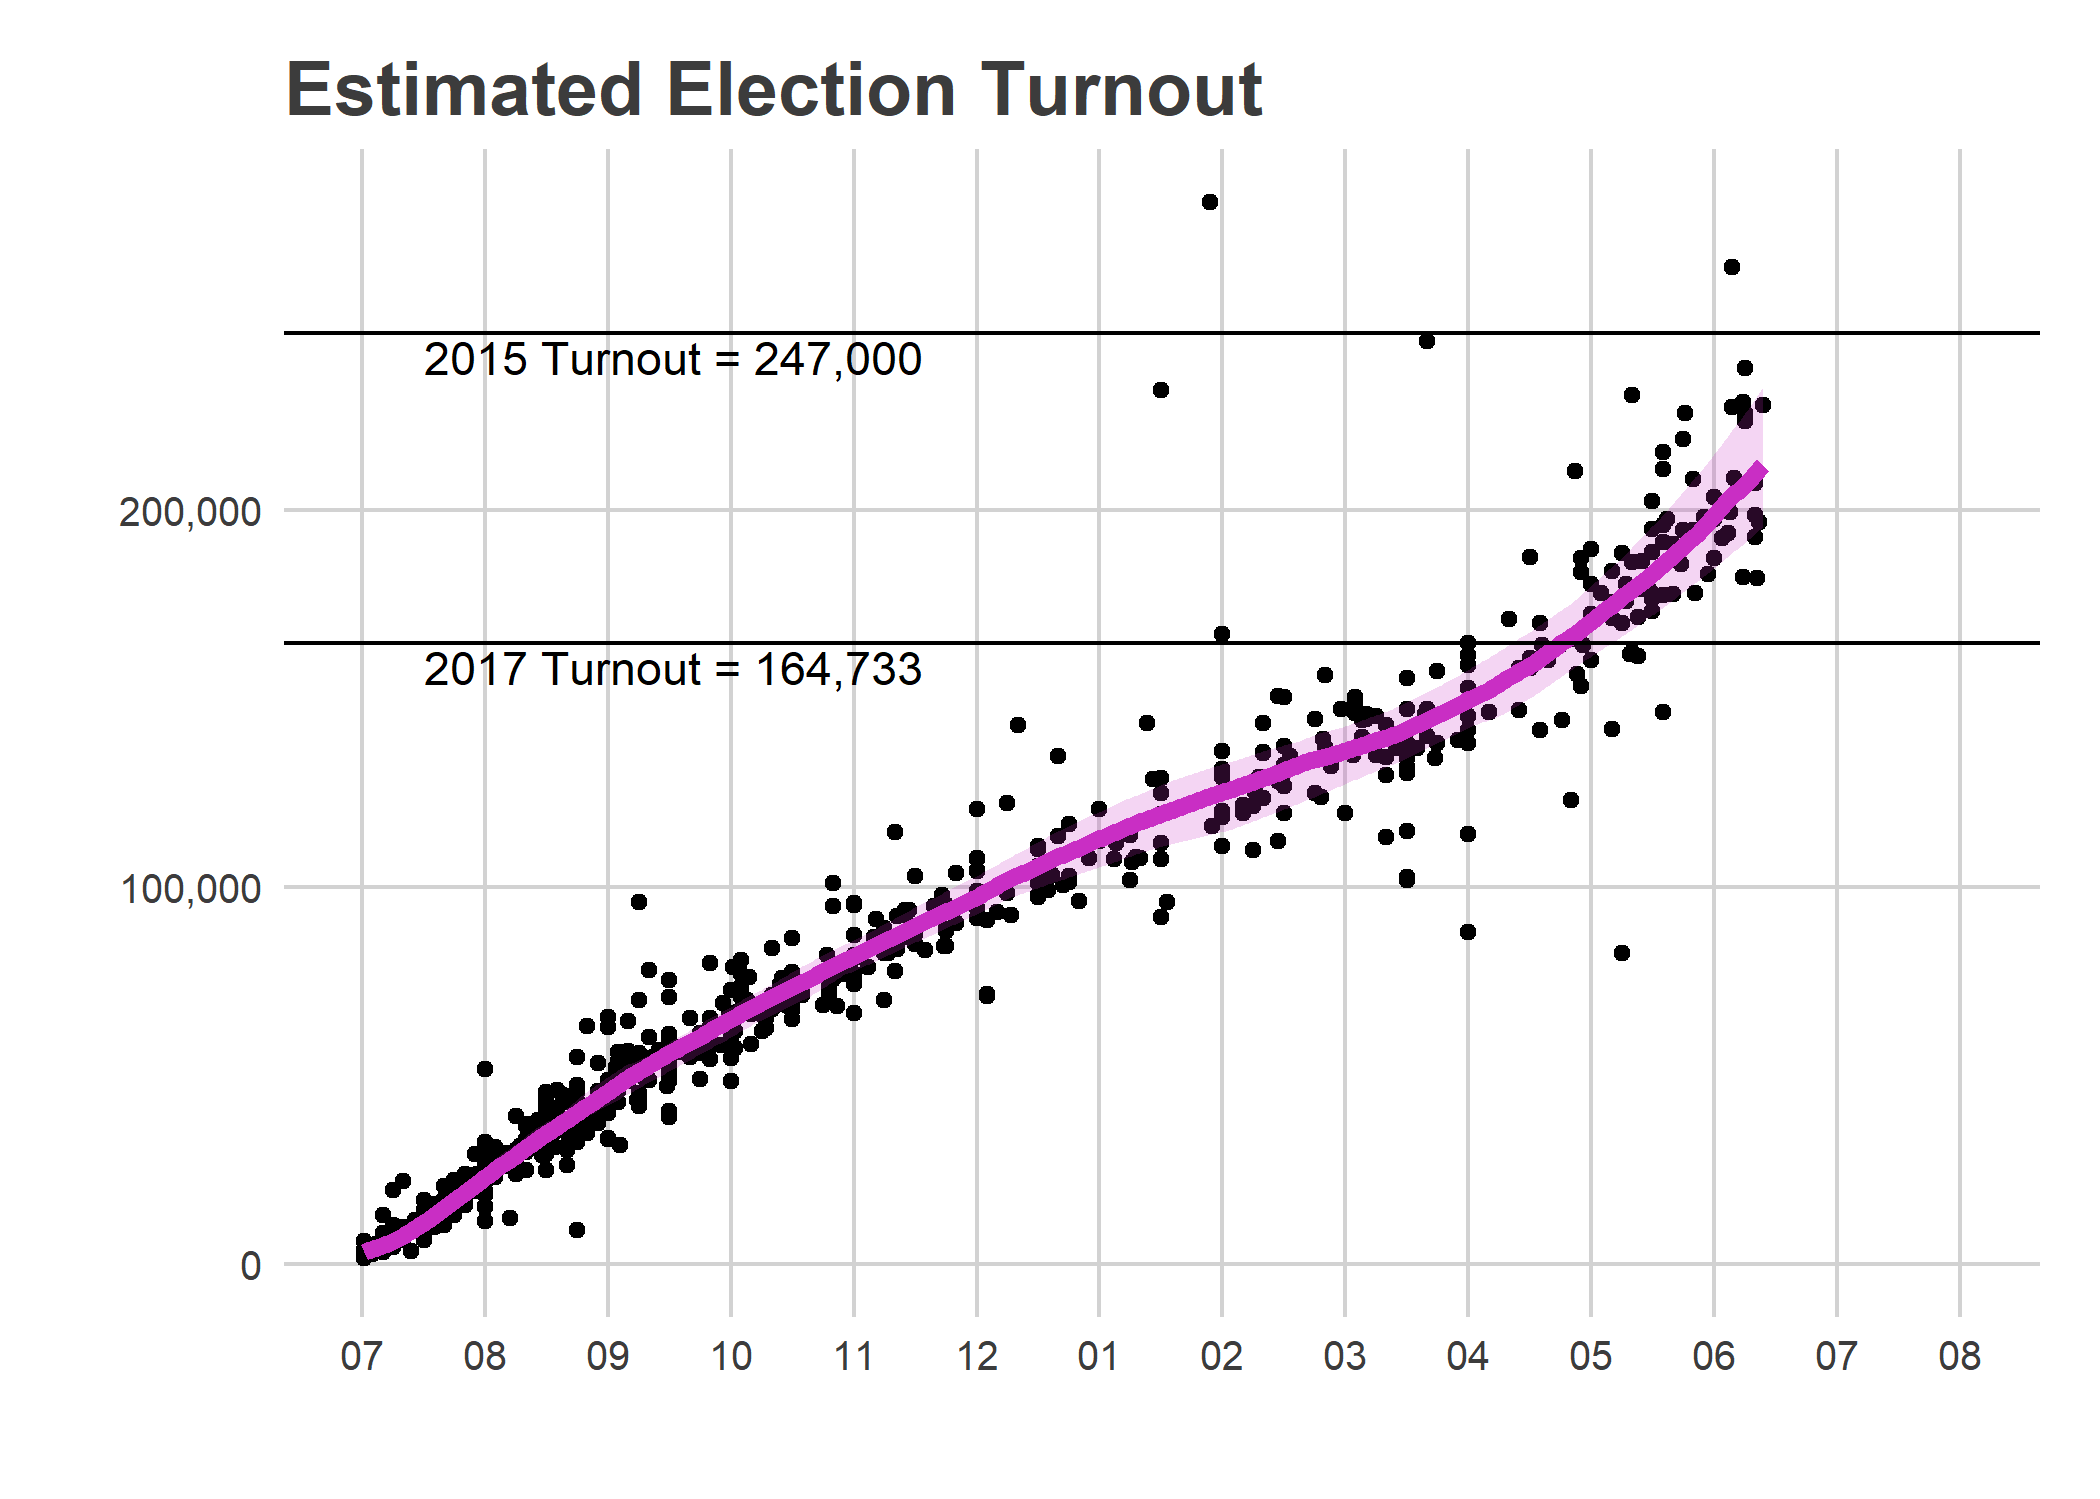 Estimated Election Turnout
2015 Turnout = 247,000
200,000
2017 Turnout = 164,733
100,000
0
07 08 09 10 11 12 01 02 03 04 05 06 07 08